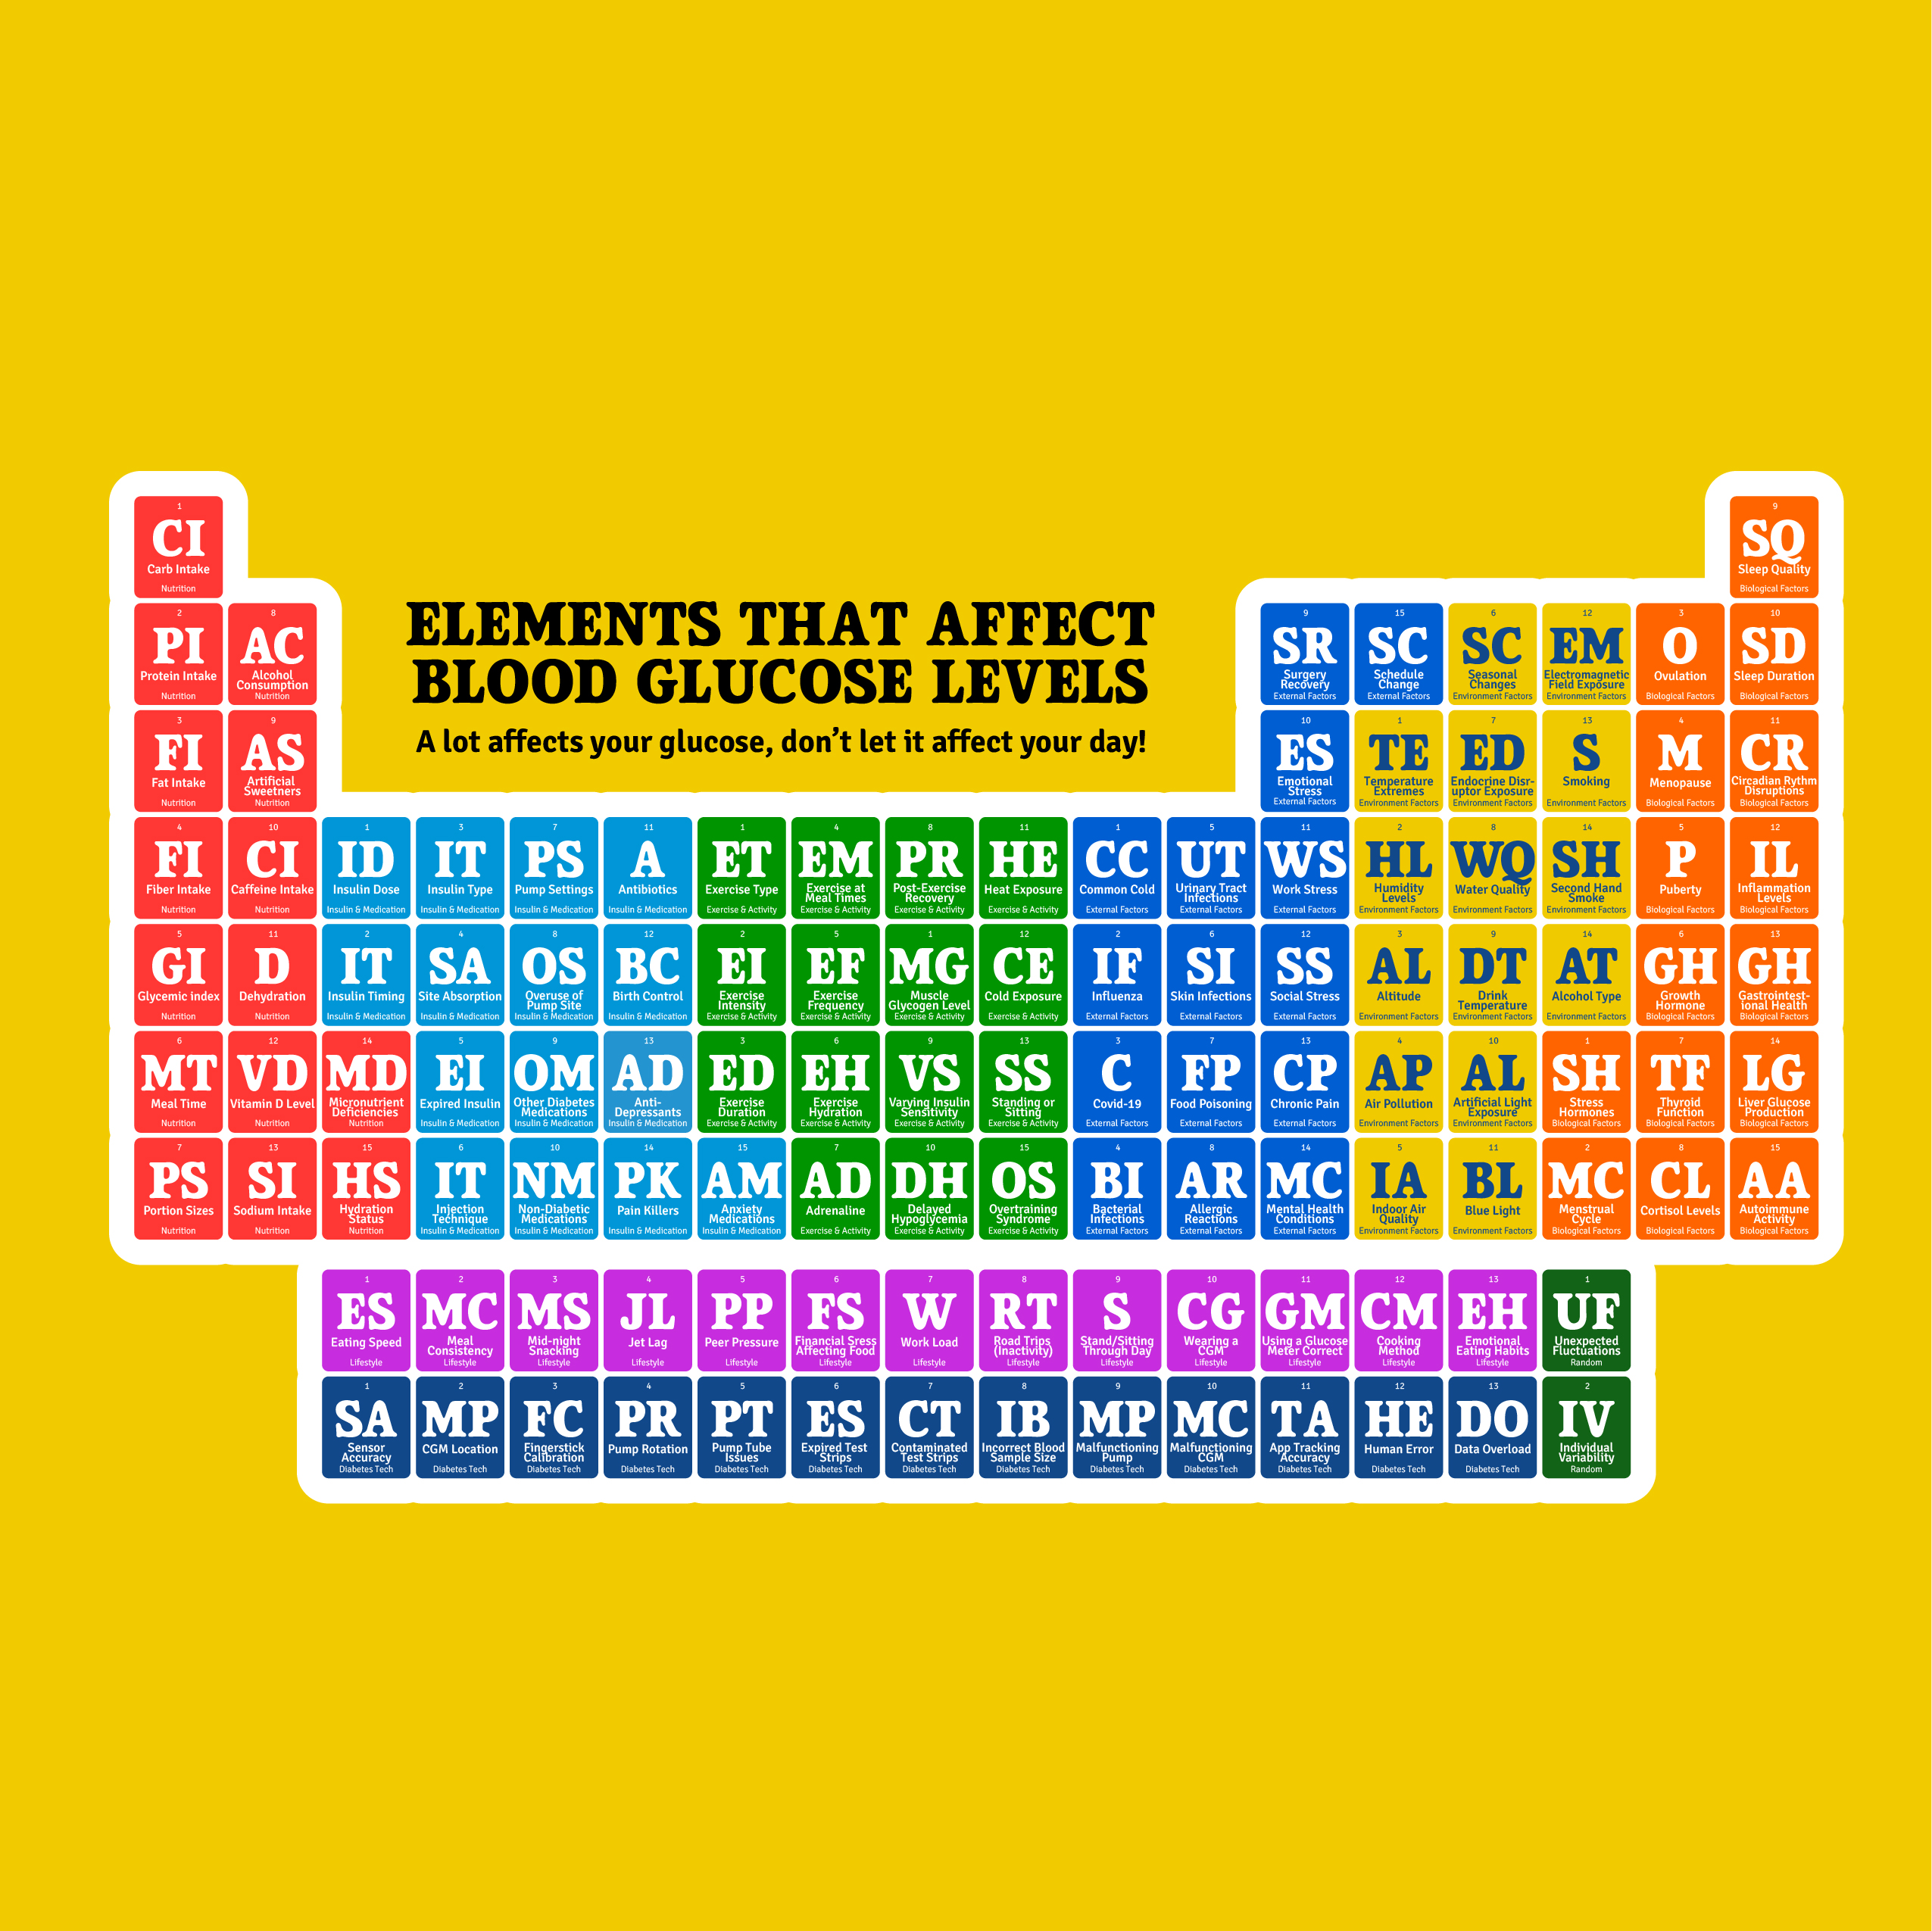 1
CI
Carb Intake
Nutrition
9
SQ
Sleep Quality
Biological Factors
ELEMENTS THAT AFFECT
BLOOD GLUCOSE LEVELS
A lot affects your glucose, don't let it affect your day!
2
PI
Protein Intake
Nutrition
8
AC
Alcohol
Consumption
Nutrition
9
SR
Surgery
Recovery
External Factors
15
SC
Schedule
Change
External Factors
6
SC
Seasonal
Changes
Environment Factors
12
EM
Electromagnetic
Field Exposure
Environment Factors
3
O
Ovulation
Biological Factors
10
SD
Sleep Duration
Biological Factors
3
FI
Fat Intake
Nutrition
9
AS
Artificial
Sweetners
Nutrition
10
ES
Emotional
Stress
External Factors
1
TE
Temperature
Extremes
Environment Factors
7
ED
Endocrine Disr-
uptor Exposure
Environment Factors
13
S
Smoking
Environment Factors
4
M
Menopause
Biological Factors
11
CR
Circadian Rythm
Disruptions
Biological Factors
4
FI
Fiber Intake
Nutrition
10
CI
Caffeine Intake
Nutrition
1
ID
Insulin Dose
Insulin & Medication
3
IT
Insulin Type
Insulin & Medication
7
PS
Pump Settings
Insulin & Medication
11
A
Antibiotics
Insulin & Medication
1
ET
Exercise Type
Exercise & Activity
4
EM
Exercise at
Meal Times
Exercise & Activity
8
PR
Post-Exercise
Recovery
Exercise & Activity
11
HE
Heat Exposure
Exercise & Activity
1
CC
Common Cold
External Factors
5
UT
Urinary Tract
Infections
External Factors
11
WS
Work Stress
External Factors
2
HL
Humidity
Levels
Environment Factors
8
WQ
Water Quality
Environment Factors
14
SH
Second Hand
Smoke
Environment Factors
5
P
Puberty
Biological Factors
12
IL
Inflammation
Levels
Biological Factors
5
GI
Glycemic index
Nutrition
11
D
Dehydration
Nutrition
2
IT
Insulin Timing
Insulin & Medication
4
SA
Site Absorption
Insulin & Medication
8
OS
Overuse of
Pump Site
Insulin & Medication
12
BC
Birth Control
Insulin & Medication
2
EI
Exercise
Intensity
Exercise & Activity
5
EF
Exercise
Frequency
Exercise & Activity
1
MG
Muscle
Glycogen Level
Exercise & Activity
12
CE
Cold Exposure
Exercise & Activity
2
IF
Influenza
External Factors
6
SI
Skin Infections
External Factors
12
SS
Social Stress
External Factors
3
AL
Altitude
Environment Factors
9
DT
Drink
Temperature
Environment Factors
14
AT
Alcohol Type
Environment Factors
6
GH
Growth
Hormone
Biological Factors
13
GH
Gastrointest-
ional Health
Biological Factors
6
MT
Meal Time
Nutrition
12
VD
Vitamin D Level
Nutrition
14
MD
Micronutrient
Deficiencies
Nutrition
5
EI
Expired Insulin
Insulin & Medication
9
OM
Other Diabetes
Medications
Insulin & Medication
13
AD
Anti-
Depressants
Insulin & Medication
3
ED
Exercise
Duration
Exercise & Activity
6
EH
Exercise
Hydration
Exercise & Activity
9
VS
Varying Insulin
Sensitivity
Exercise & Activity
13
SS
Standing or
Sitting
Exercise & Activity
3
C
Covid-19
External Factors
7
FP
Food Poisoning
External Factors
13
CP
Chronic Pain
External Factors
4
AP
Air Pollution
Environment Factors
10
AL
Artificial Light
Exposure
Environment Factors
1
SH
Stress
Hormones
Biological Factors
7
TF
Thyroid
Function
Biological Factors
14
LG
Liver Glucose
Production
Biological Factors
7
PS
Portion Sizes
Nutrition
13
SI
Sodium Intake
Nutrition
15
HS
Hydration
Status
Nutrition
6
IT
Injection
Technique
Insulin & Medication
10
NM
Non-Diabetic
Medications
Insulin & Medication
14
PK
Pain Killers
Insulin & Medication
15
AM
Anxiety
Medications
Insulin & Medication
7
AD
Adrenaline
Exercise & Activity
10
DH
Delayed
Hypoglycemia
Exercise & Activity
15
OS
Overtraining
Syndrome
Exercise & Activity
4
BI
Bacterial
Infections
External Factors
8
AR
Allergic
Reactions
External Factors
14
MC
Mental Health
Conditions
External Factors
5
IA
Indoor Air
Quality
Environment Factors
11
BL
Blue Light
Environment Factors
2
MC
Menstrual
Cycle
Biological Factors
8
CL
Cortisol Levels
Biological Factors
15
AA
Autoimmune
Activity
Biological Factors
1
ES
Eating Speed
Lifestyle
2
MC
Meal
Consistency
Lifestyle
3
MS
Mid-night
Snacking
Lifestyle
4
JL
Jet Lag
Lifestyle
5
PP
Peer Pressure
Lifestyle
6
FS
Financial Sress
Affecting Food
Lifestyle
7
W
Work Load
Lifestyle
8
RT
Road Trips
(Inactivity)
Lifestyle
9
S
Stand/Sitting
Through Day
Lifestyle
10
CG
Wearing a
CGM
Lifestyle
11
GM
Using a Glucose
Meter Correct
Lifestyle
12
CM
Cooking
Method
Lifestyle
13
EH
Emotional
Eating Habits
Lifestyle
1
UF
Unexpected
Fluctuations
Random
1
SA
Sensor
Accuracy
Diabetes Tech
2
MP
CGM Location
Diabetes Tech
3
FC
Fingerstick
Calibration
Diabetes Tech
4
PR
Pump Rotation
Diabetes Tech
5
PT
Pump Tube
Issues
Diabetes Tech
6
ES
Expired Test
Strips
Diabetes Tech
7
CT
Contaminated
Test Strips
Diabetes Tech
8
IB
Incorrect Blood
Sample Size
Diabetes Tech
9
MP
Malfunctioning
Pump
Diabetes Tech
10
MC
Malfunctioning
CGM
Diabetes Tech
11
TA
App Tracking
Accuracy
Diabetes Tech
12
HE
Human Error
Diabetes Tech
13
DO
Data Overload
Diabetes Tech
2
IV
Individual
Variability
Random